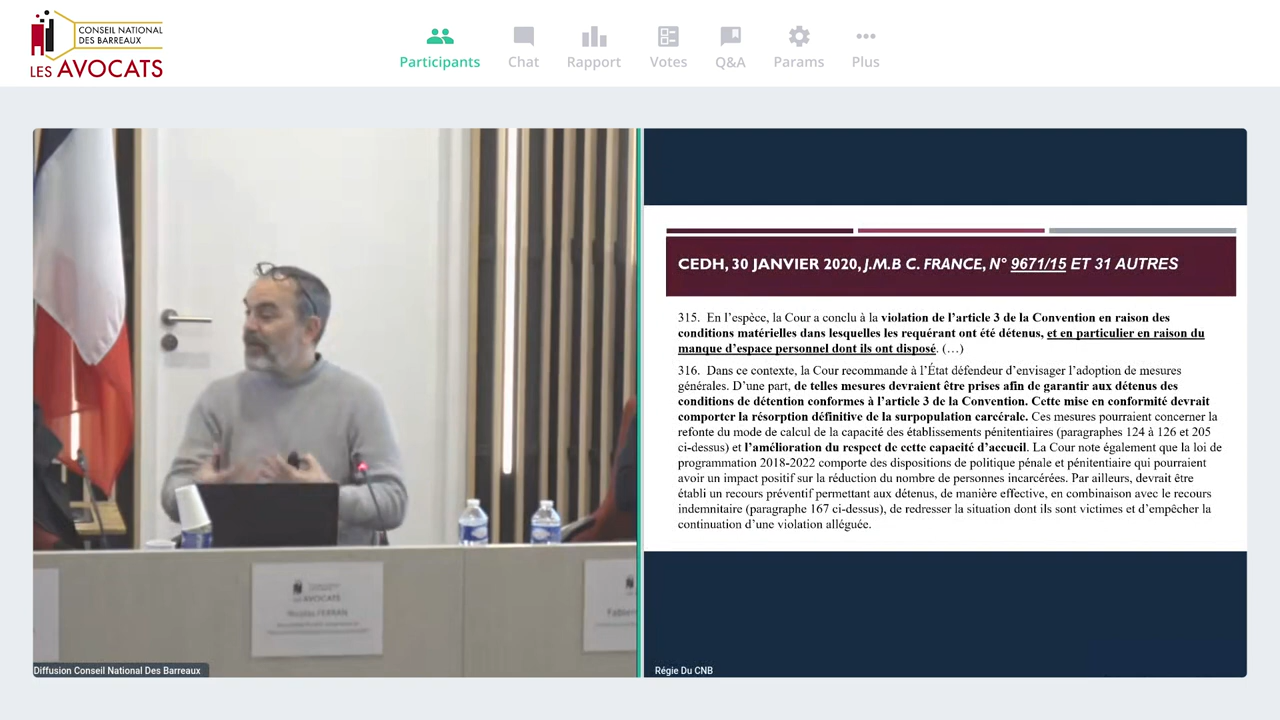 CONSEIL NATIONAL
DES BARREAUX
LES AVOCATS
Participants
Chat
Rapport
Votes
Q&A
Params
Plus
LES AVOCATS
Nicolas FERRAN
Diffusion Conseil National Des Barreaux
CEDH, 30 JANVIER 2020, J.M.B C. FRANCE, N° 9671/15 ET 31 AUTRES
315. En l’espèce, la Cour a conclu à la violation de l’article 3 de la Convention en raison des
conditions matérielles dans lesquelles les requérant ont été détenus, et en particulier en raison du
manque d’espace personnel dont ils ont disposé. (…)
316. Dans ce contexte, la Cour recommande à l’État défendeur d’envisager l’adoption de mesures
générales. D’une part, de telles mesures devraient être prises afin de garantir aux détenus des
conditions de détention conformes à l’article 3 de la Convention. Cette mise en conformité devrait
comporter la résorption définitive de la surpopulation carcérale. Ces mesures pourraient concerner la
refonte du mode de calcul de la capacité des établissements pénitentiaires (paragraphes 124 à 126 et 205
ci-dessus) et l’amélioration du respect de cette capacité d’accueil. La Cour note également que la loi de
programmation 2018-2022 comporte des dispositions de politique pénale et pénitentiaire qui pourraient
avoir un impact positif sur la réduction du nombre de personnes incarcérées. Par ailleurs, devrait être
établi un recours préventif permettant aux détenus, de manière effective, en combinaison avec le recours
indemnitaire (paragraphe 167 ci-dessus), de redresser la situation dont ils sont victimes et d’empêcher la
continuation d’une violation alléguée.
Régie Du CNB